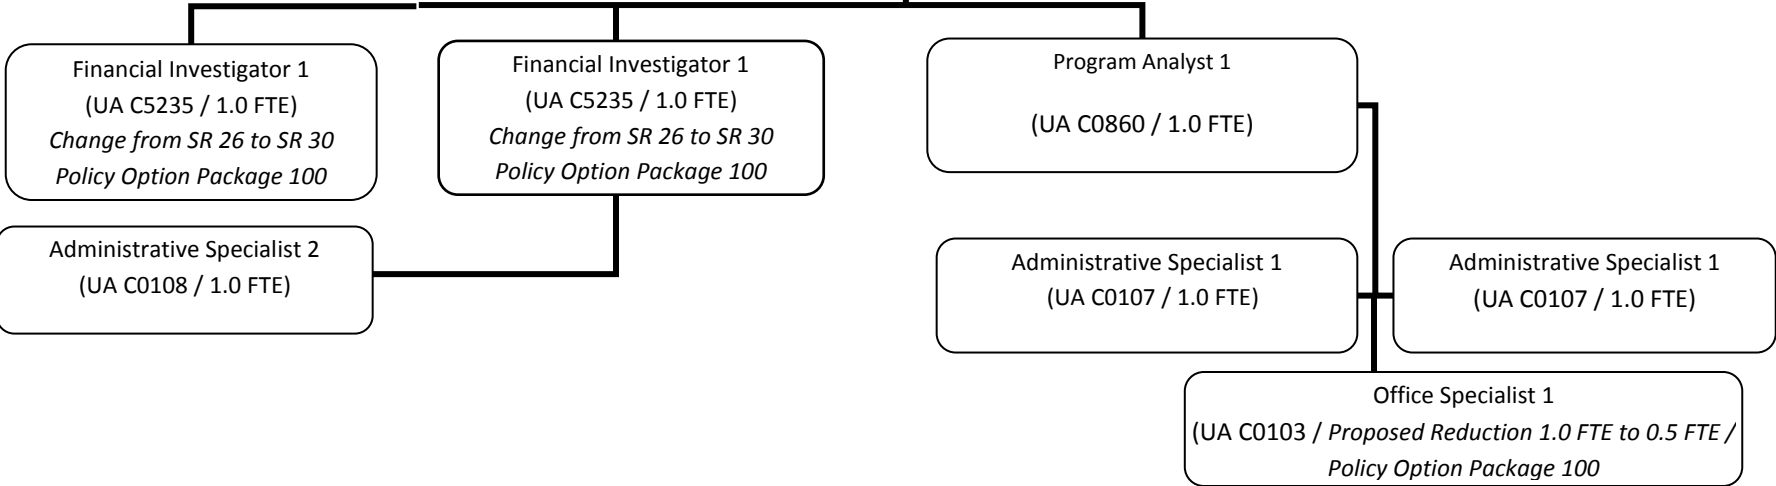 Financial Investigator 1
(UA C5235 / 1.0 FTE)
Change from SR 26 to SR 30
Policy Option Package 100
Financial Investigator 1
(UA C5235 / 1.0 FTE)
Change from SR 26 to SR 30
Policy Option Package 100
Program Analyst 1
(UA C0860 / 1.0 FTE)
Administrative Specialist 2
(UA C0108 / 1.0 FTE)
Administrative Specialist 1
(UA C0107 / 1.0 FTE)
Administrative Specialist 1
(UA C0107 / 1.0 FTE)
Office Specialist 1
(UA C0103 / Proposed Reduction 1.0 FTE to 0.5 FTE /
Policy Option Package 100